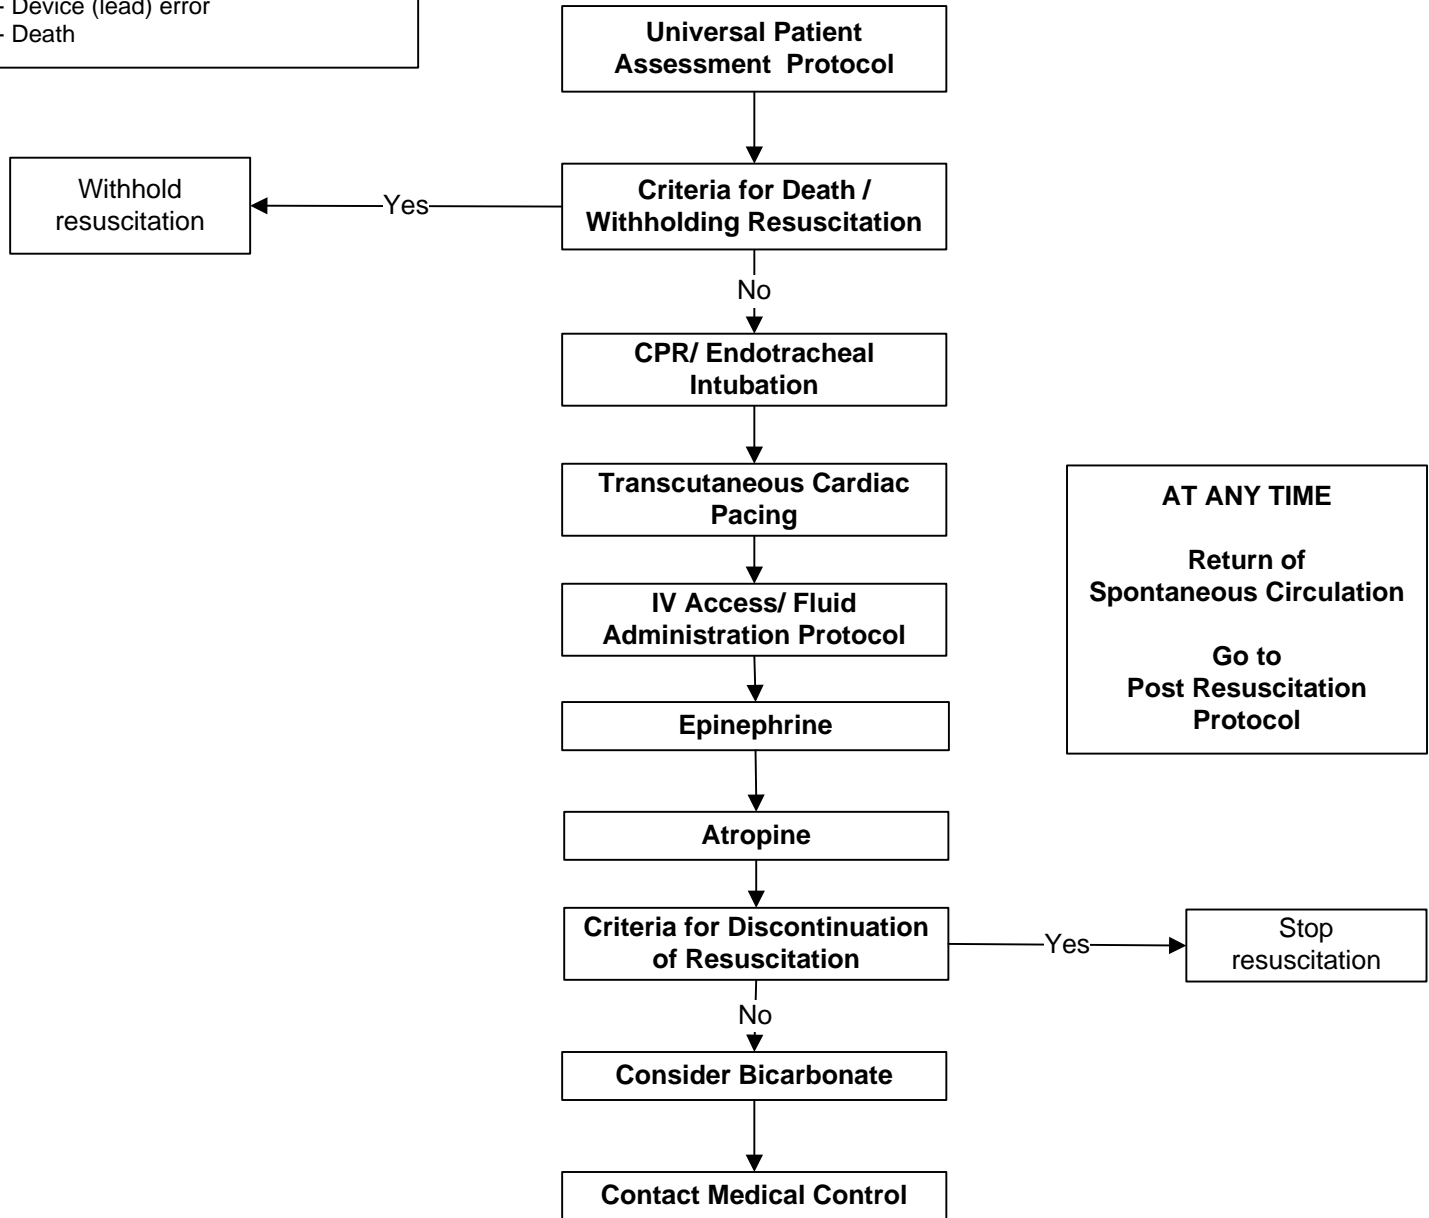 - Device (lead) error
- Death
Universal Patient
Assessment Protocol
Withhold
resuscitation
Yes
Criteria for Death /
Withholding Resuscitation
No
CPR/ Endotracheal
Intubation
Transcutaneous Cardiac
Pacing
IV Access/ Fluid
Administration Protocol
Epinephrine
Atropine
AT ANY TIME
Return of
Spontaneous Circulation
Go to
Post Resuscitation
Protocol
Criteria for Discontinuation
of Resuscitation
Yes
Stop
resuscitation
No
Consider Bicarbonate
Contact Medical Control